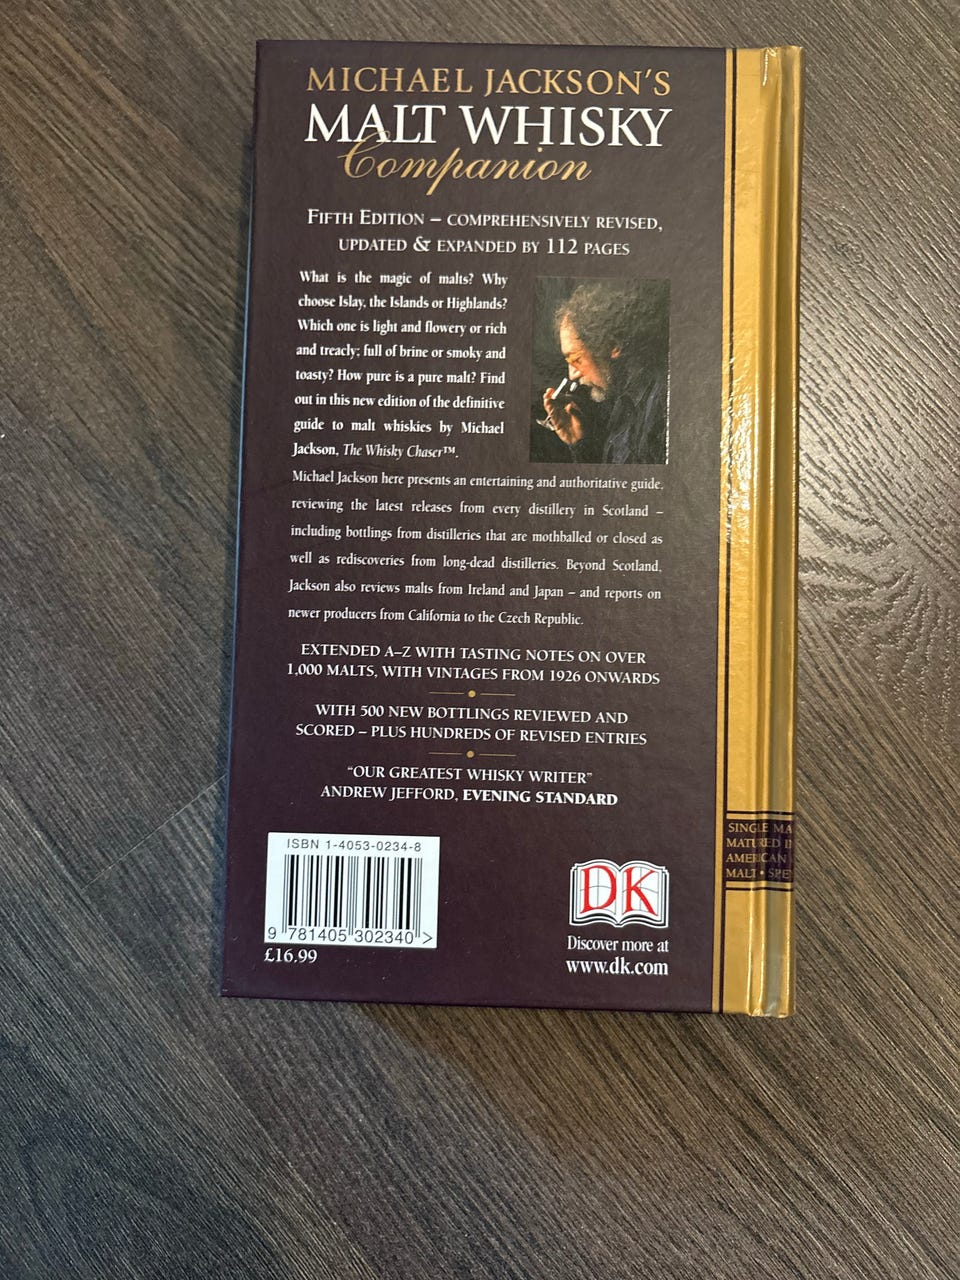 MICHAEL JACKSON'S
MALT WHISKY
Companion
FIFTH EDITION – COMPREHENSIVELY REVISED,
UPDATED & EXPANDED BY 112 PAGES
What is the magic of malts? Why
choose Islay, the Islands or Highlands?
Which one is light and flowery or rich
and treacly; full of brine or smoky and
toasty? How pure is a pure malt? Find
out in this new edition of the definitive
guide to malt whiskies by Michael
Jackson, The Whisky Chaser™.
Michael Jackson here presents an entertaining and authoritative guide,
reviewing the latest releases from every distillery in Scotland –
including bottlings from distilleries that are mothballed or closed as
well as rediscoveries from long-dead distilleries. Beyond Scotland,
Jackson also reviews malts from Ireland and Japan – and reports on
newer producers from California to the Czech Republic.
EXTENDED A–Z WITH TASTING NOTES ON OVER
1,000 MALTS, WITH VINTAGES FROM 1926 ONWARDS
WITH 500 NEW BOTTLINGS REVIEWED AND
SCORED – PLUS HUNDREDS OF REVISED ENTRIES
"OUR GREATEST WHISKY WRITER"
ANDREW JEFFORD, EVENING STANDARD
ISBN 1-4053-0234-8
9 781405 302340 >
£16.99
DK
Discover more at
www.dk.com
SINGLE MA
MATURED I
AMERICAN
MALT • SPEY